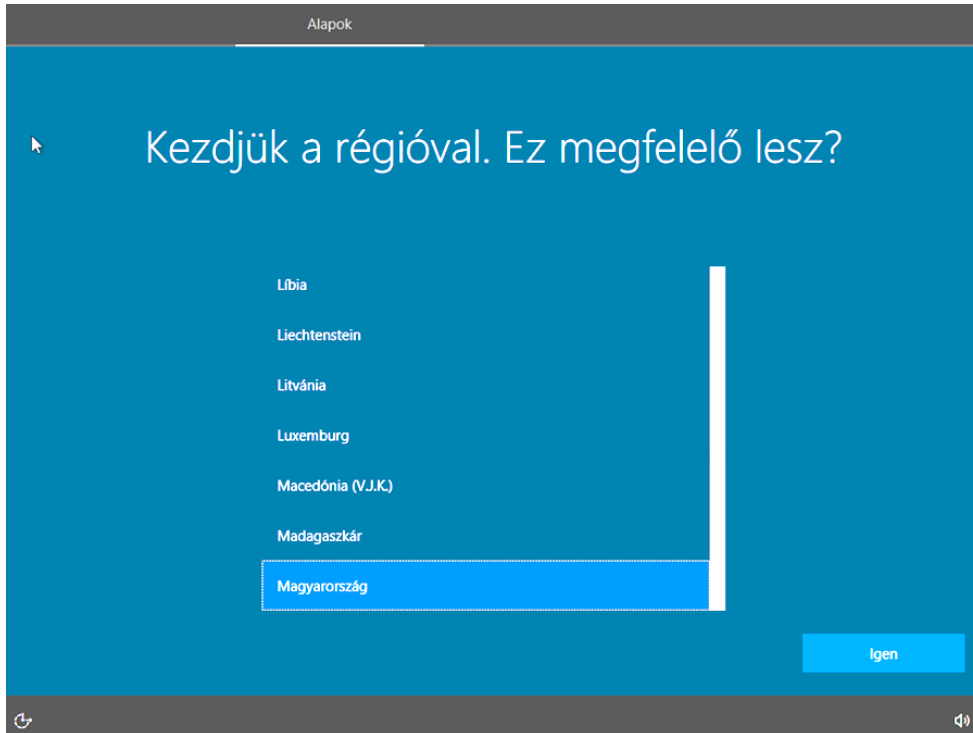 Alapok
Kezdjük a régióval. Ez megfelelő lesz?
Líbia
Liechtenstein
Litvánia
Luxemburg
Macedónia (V.J.K.)
Madagaszkár
Magyarország
Igen